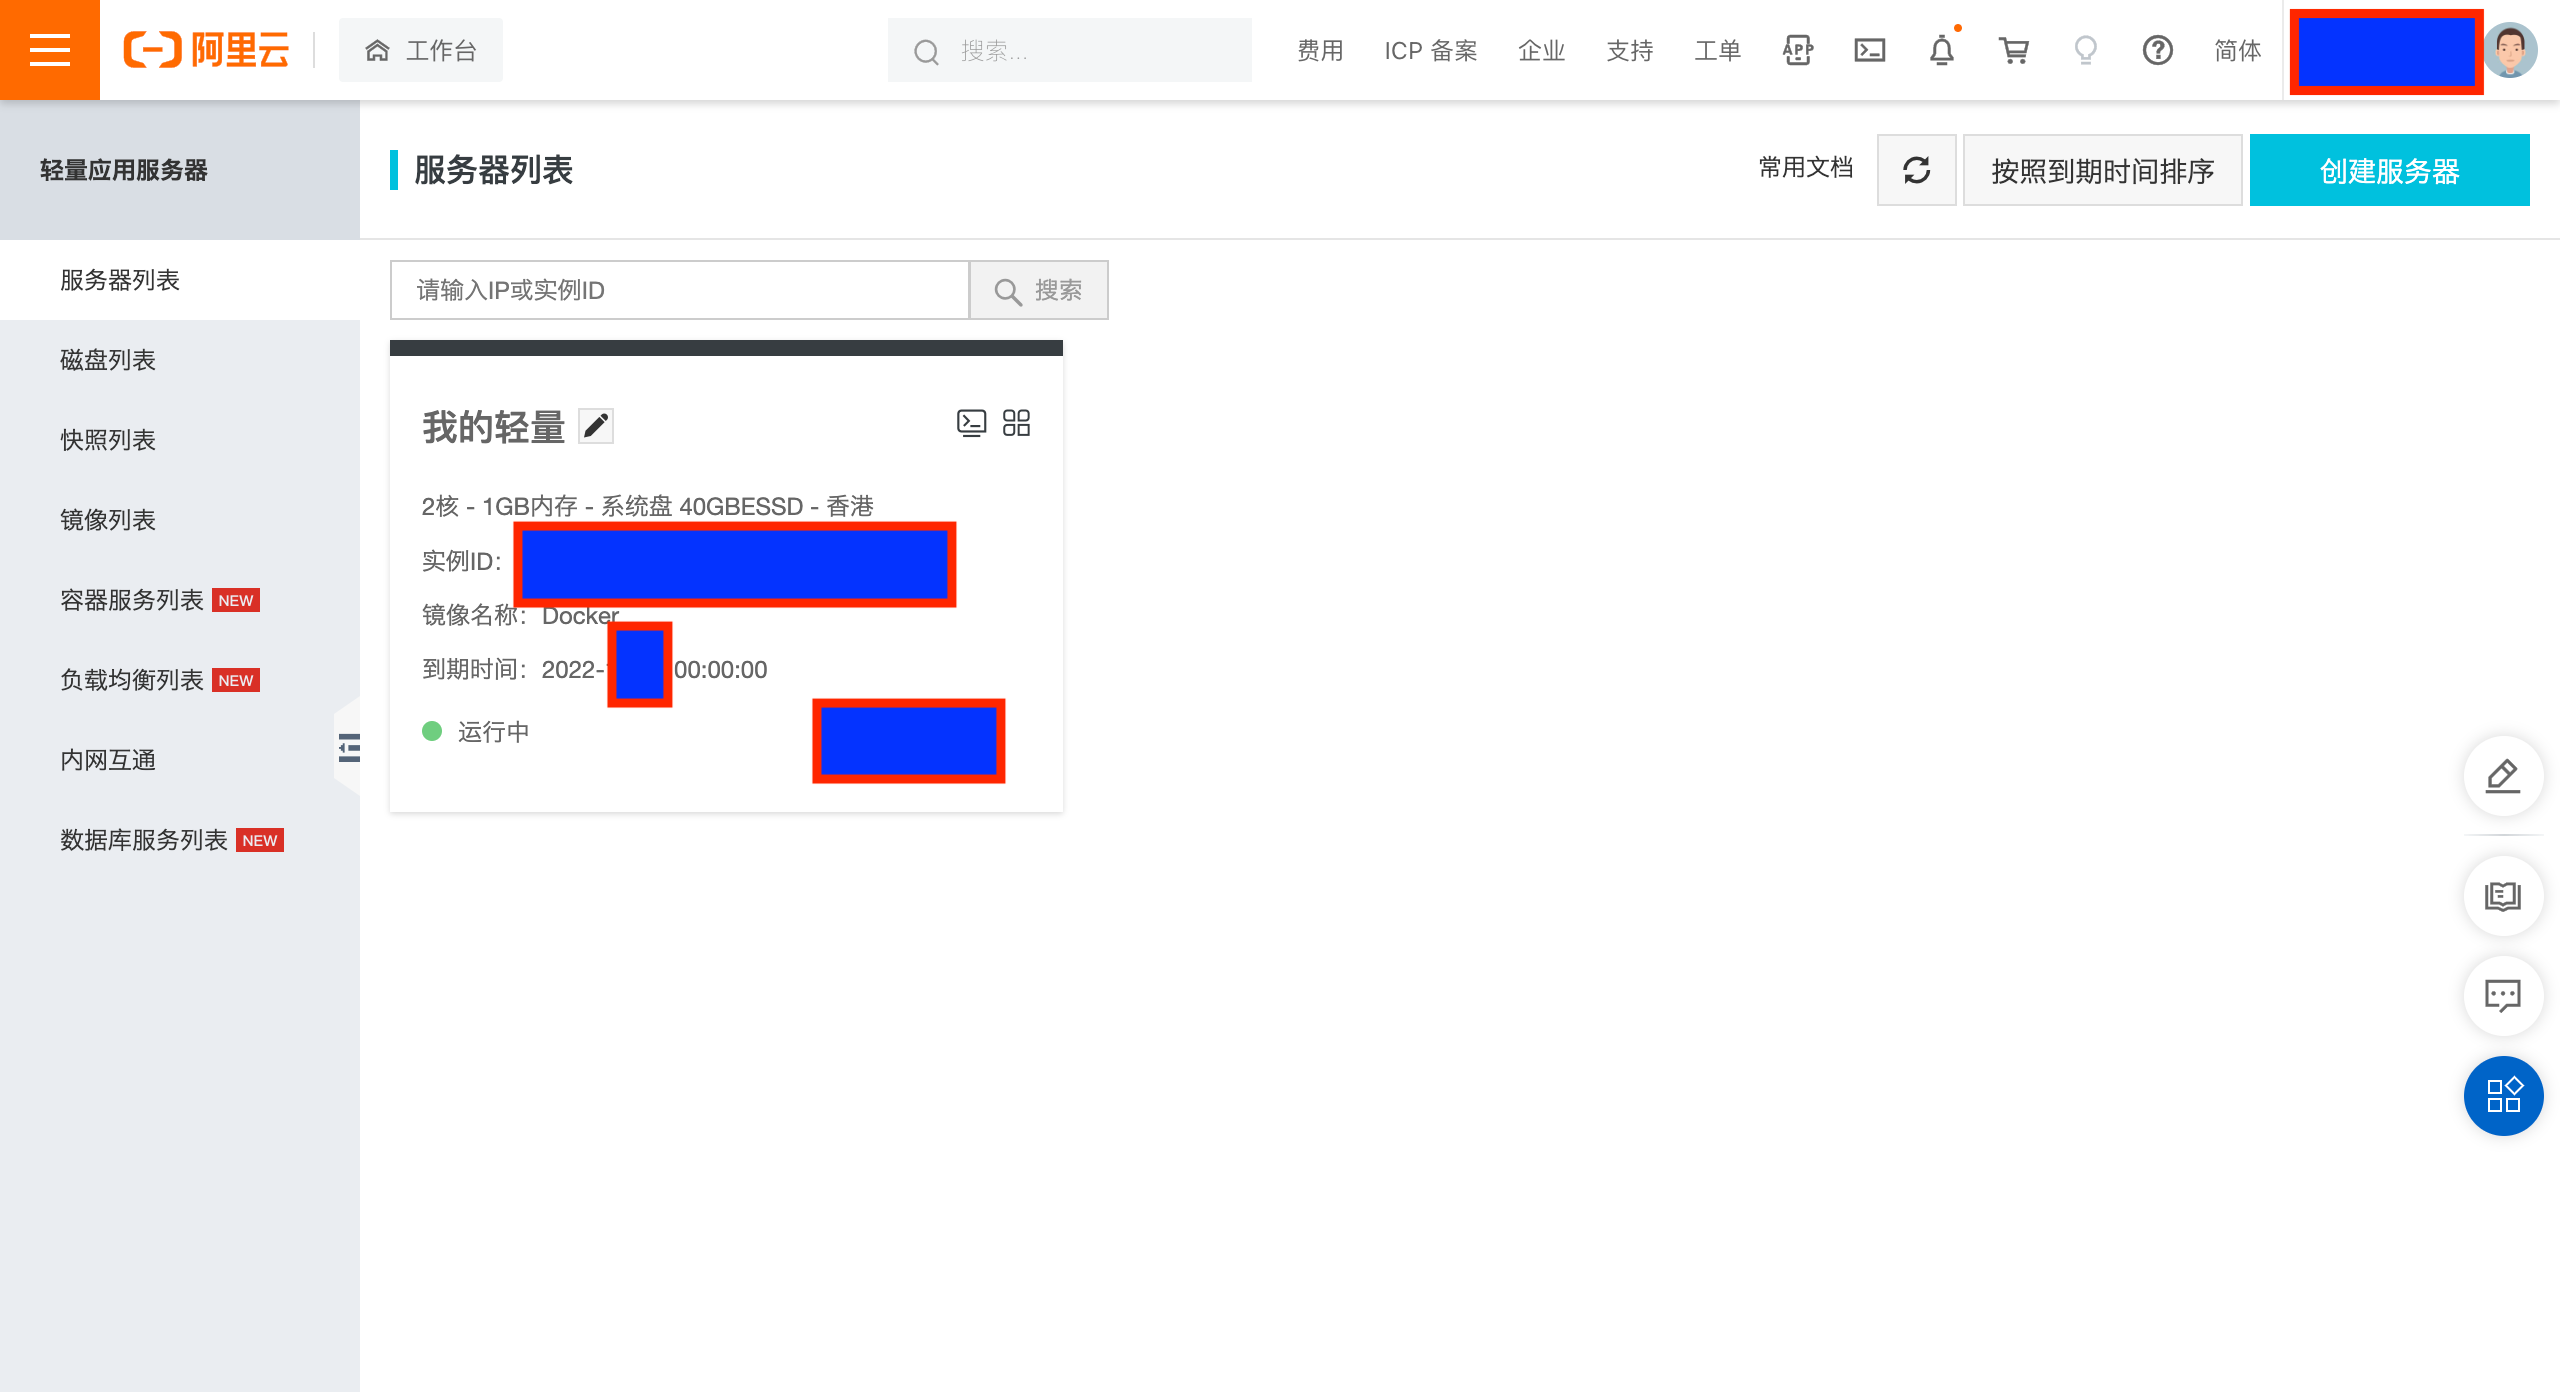 阿里云
工作台
搜索...
费用
ICP 备案
企业
支持
工单
APP
简体
轻量应用服务器
服务器列表
磁盘列表
快照列表
镜像列表
容器服务列表 NEW
负载均衡列表 NEW
内网互通
数据库服务列表 NEW
服务器列表
常用文档
按照到期时间排序
创建服务器
请输入IP或实例ID
搜索
我的轻量
2核 - 1GB内存 - 系统盘 40GBESSD - 香港
实例ID:
镜像名称：Docker
到期时间：2022- 00:00:00
运行中